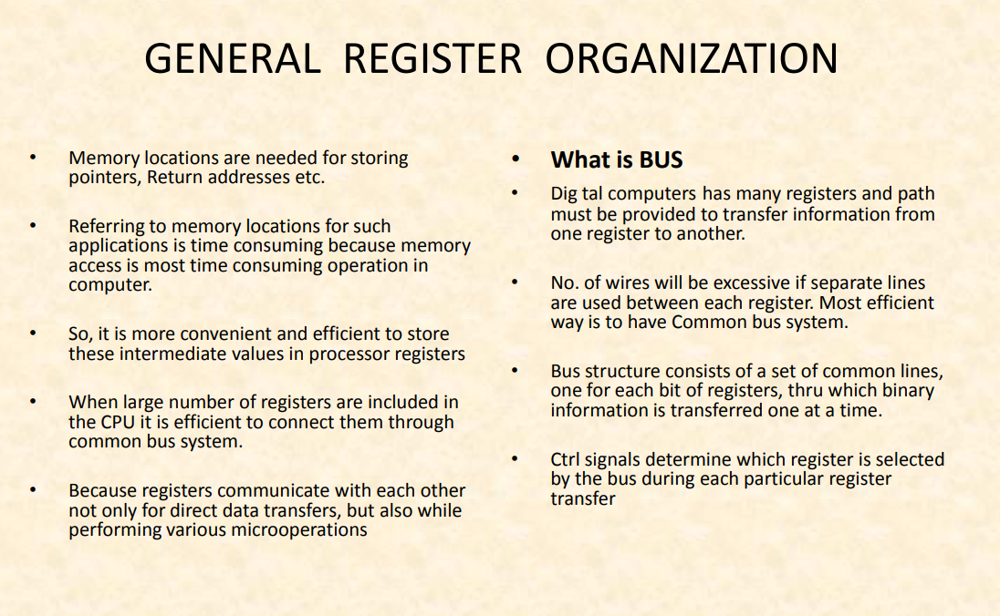 GENERAL REGISTER ORGANIZATION
• Memory locations are needed for storing
pointers, Return addresses etc.
• Referring to memory locations for such
applications is time consuming because memory
access is most time consuming operation in
computer.
• So, it is more convenient and efficient to store
these intermediate values in processor registers
• When large number of registers are included in
the CPU it is efficient to connect them through
common bus system.
• Because registers communicate with each other
not only for direct data transfers, but also while
performing various microoperations
• What is BUS
• Dig tal computers has many registers and path
must be provided to transfer information from
one register to another.
• No. of wires will be excessive if separate lines
are used between each register. Most efficient
way is to have Common bus system.
• Bus structure consists of a set of common lines,
one for each bit of registers, thru which binary
information is transferred one at a time.
• Ctrl signals determine which register is selected
by the bus during each particular register
transfer